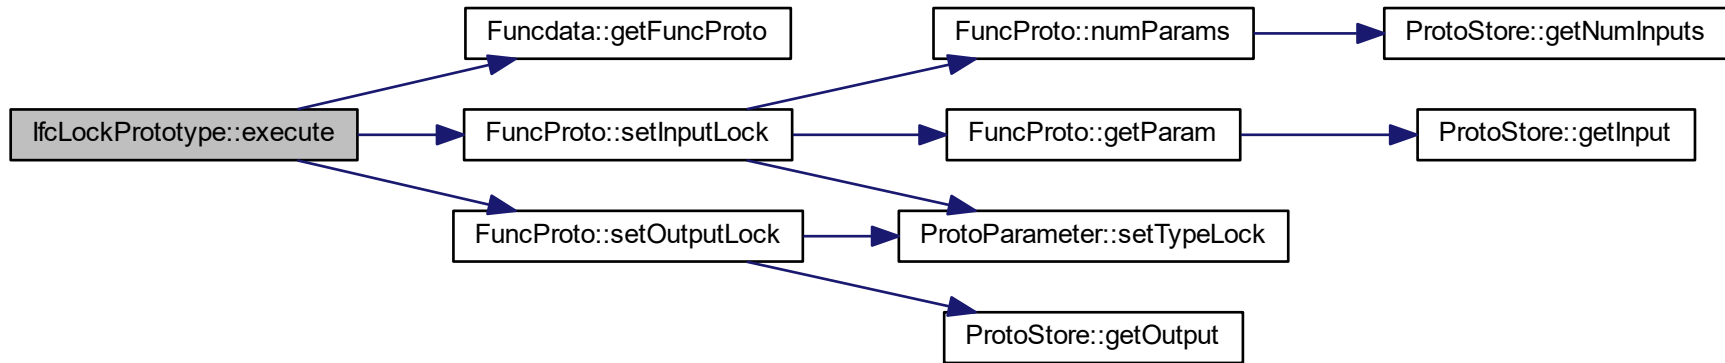 IfcLockPrototype::execute
Funcdata::getFuncProto
FuncProto::setInputLock
FuncProto::setOutputLock
FuncProto::numParams
FuncProto::getParam
ProtoParameter::setTypeLock
ProtoStore::getOutput
ProtoStore::getNumInputs
ProtoStore::getInput